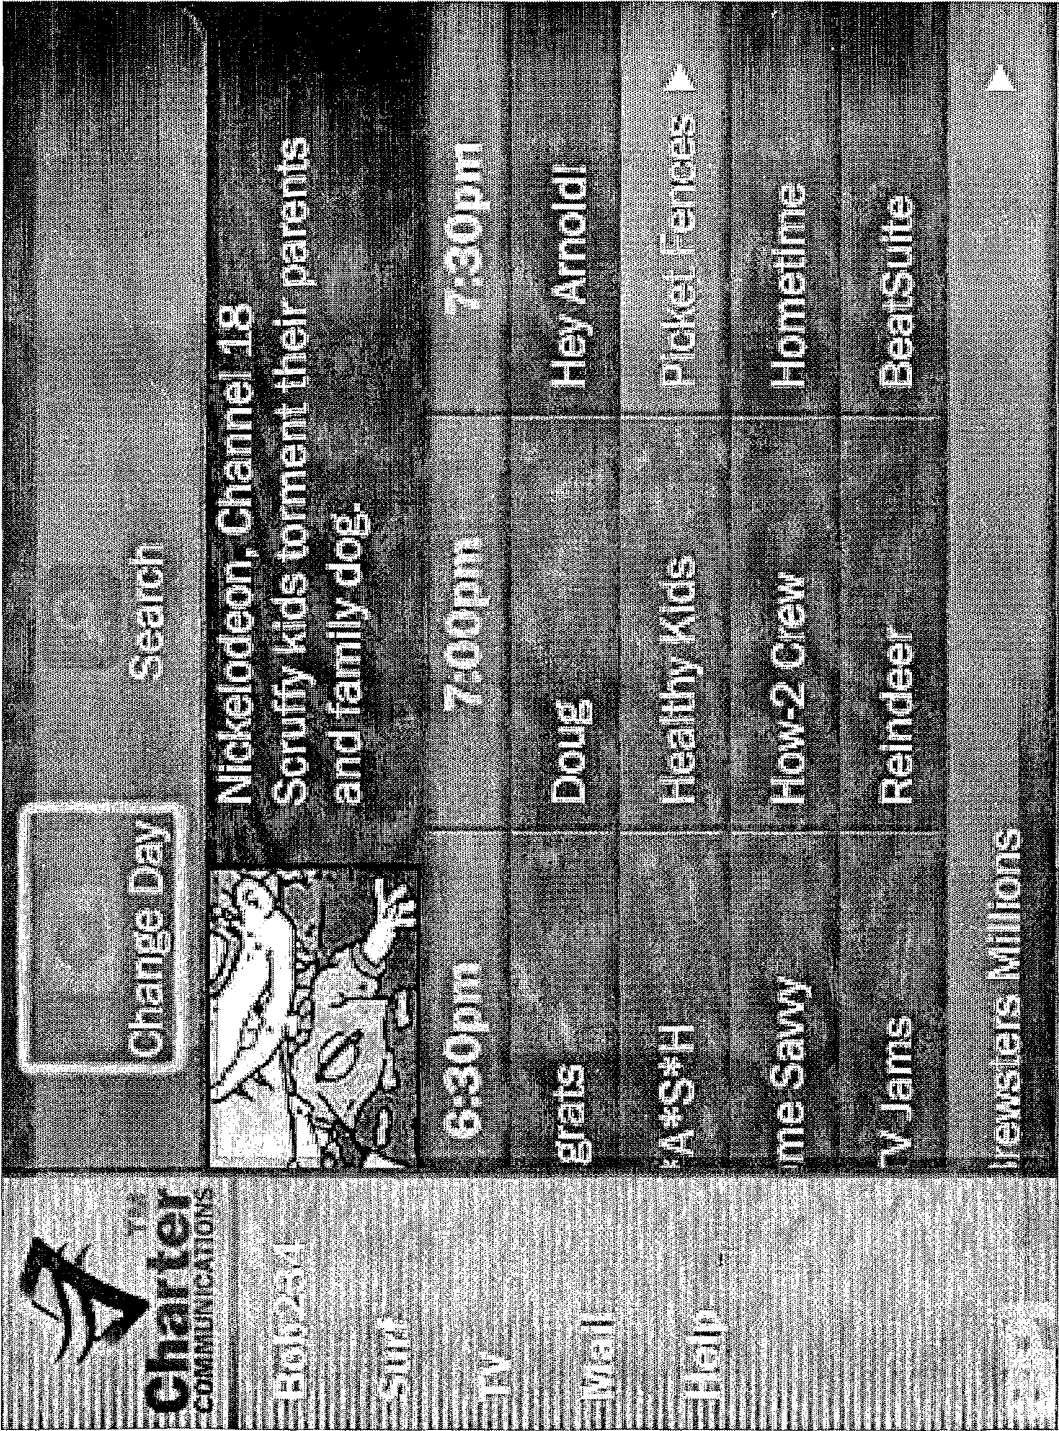 Charter™
COMMUNICATIONS
Bob234
Surf
TV
Mail
Help
Change Day
Search
Nickelodeon, Channel 18
Scruffy kids torment their parents
and family dog.
6:30pm 7:00pm 7:30pm
grats Doug Hey Arnold!
*A*S*H Healthy Kids Picket Fences
me Savvy How-2 Crew Hometime
V Jams Reindeer BeatSuite
rewsters Millions